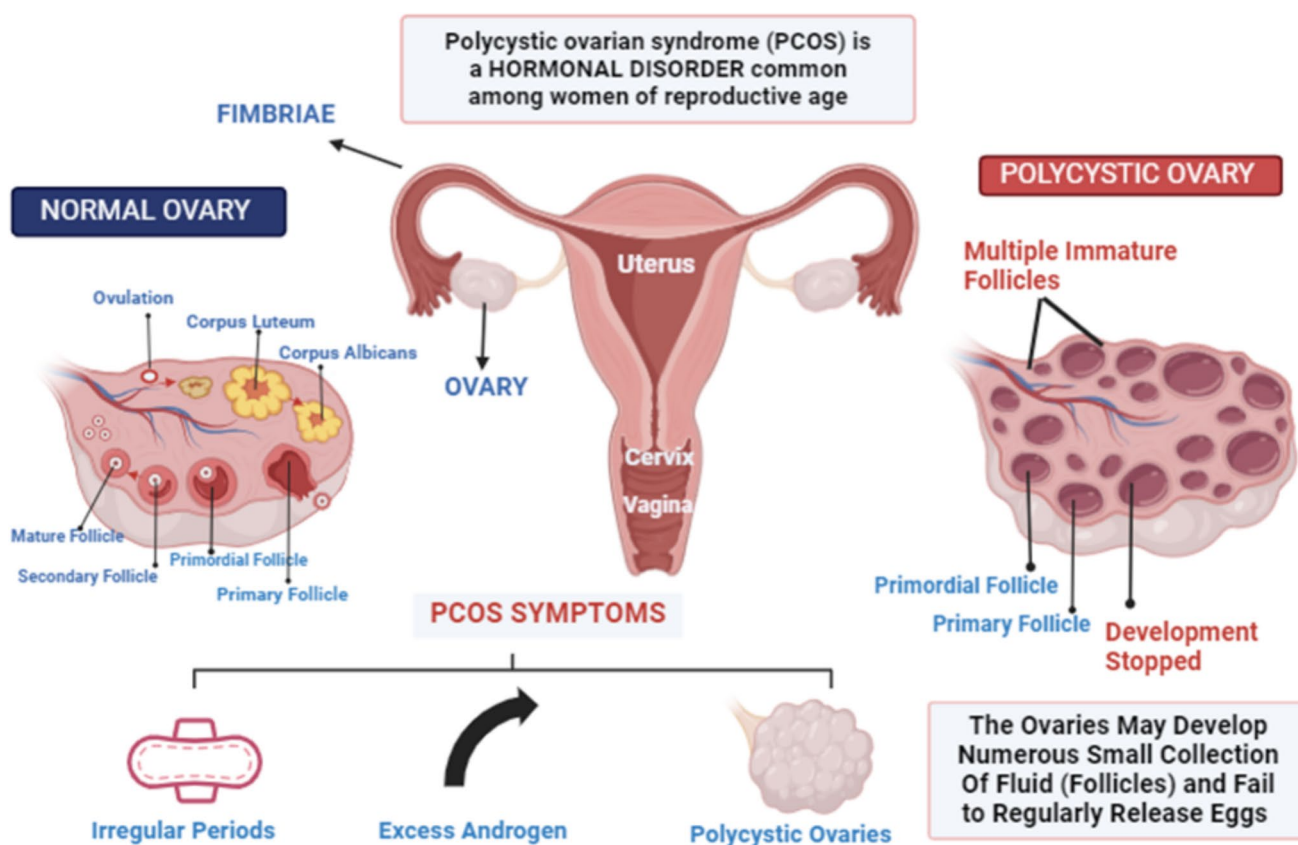 Polycystic ovarian syndrome (PCOS) is
a HORMONAL DISORDER common
among women of reproductive age
FIMBRIAE
NORMAL OVARY
POLYCYSTIC OVARY
Multiple Immature
Follicles
Uterus
Ovulation
Corpus Luteum
Corpus Albicans
OVARY
Cervix
Vagina
Mature Follicle
Primordial Follicle
Secondary Follicle
Primary Follicle
Primordial Follicle
Primary Follicle
Development
Stopped
PCOS SYMPTOMS
Irregular Periods
Excess Androgen
Polycystic Ovaries
The Ovaries May Develop
Numerous Small Collection
Of Fluid (Follicles) and Fail
to Regularly Release Eggs